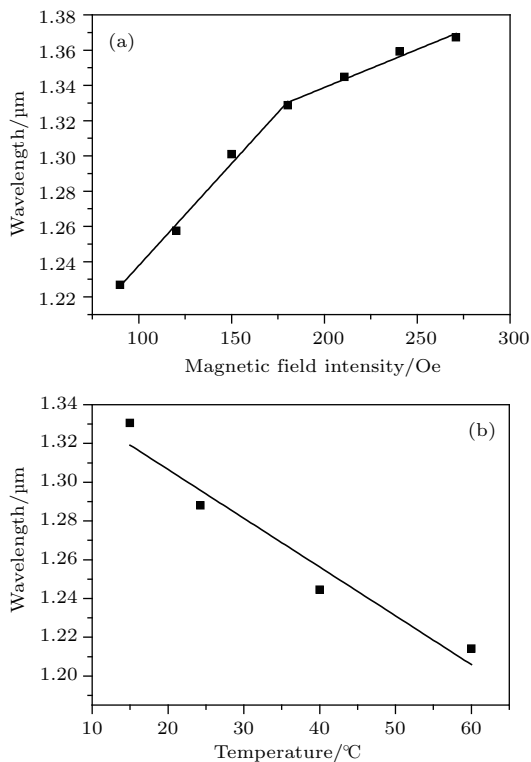 (a)
1.38
1.36
1.34
1.32
1.30
1.28
1.26
1.24
1.22
Wavelength/µm
100 150 200 250 300
Magnetic field intensity/Oe
(b)
1.34
1.32
1.30
1.28
1.26
1.24
1.22
1.20
Wavelength/µm
10 20 30 40 50 60
Temperature/℃